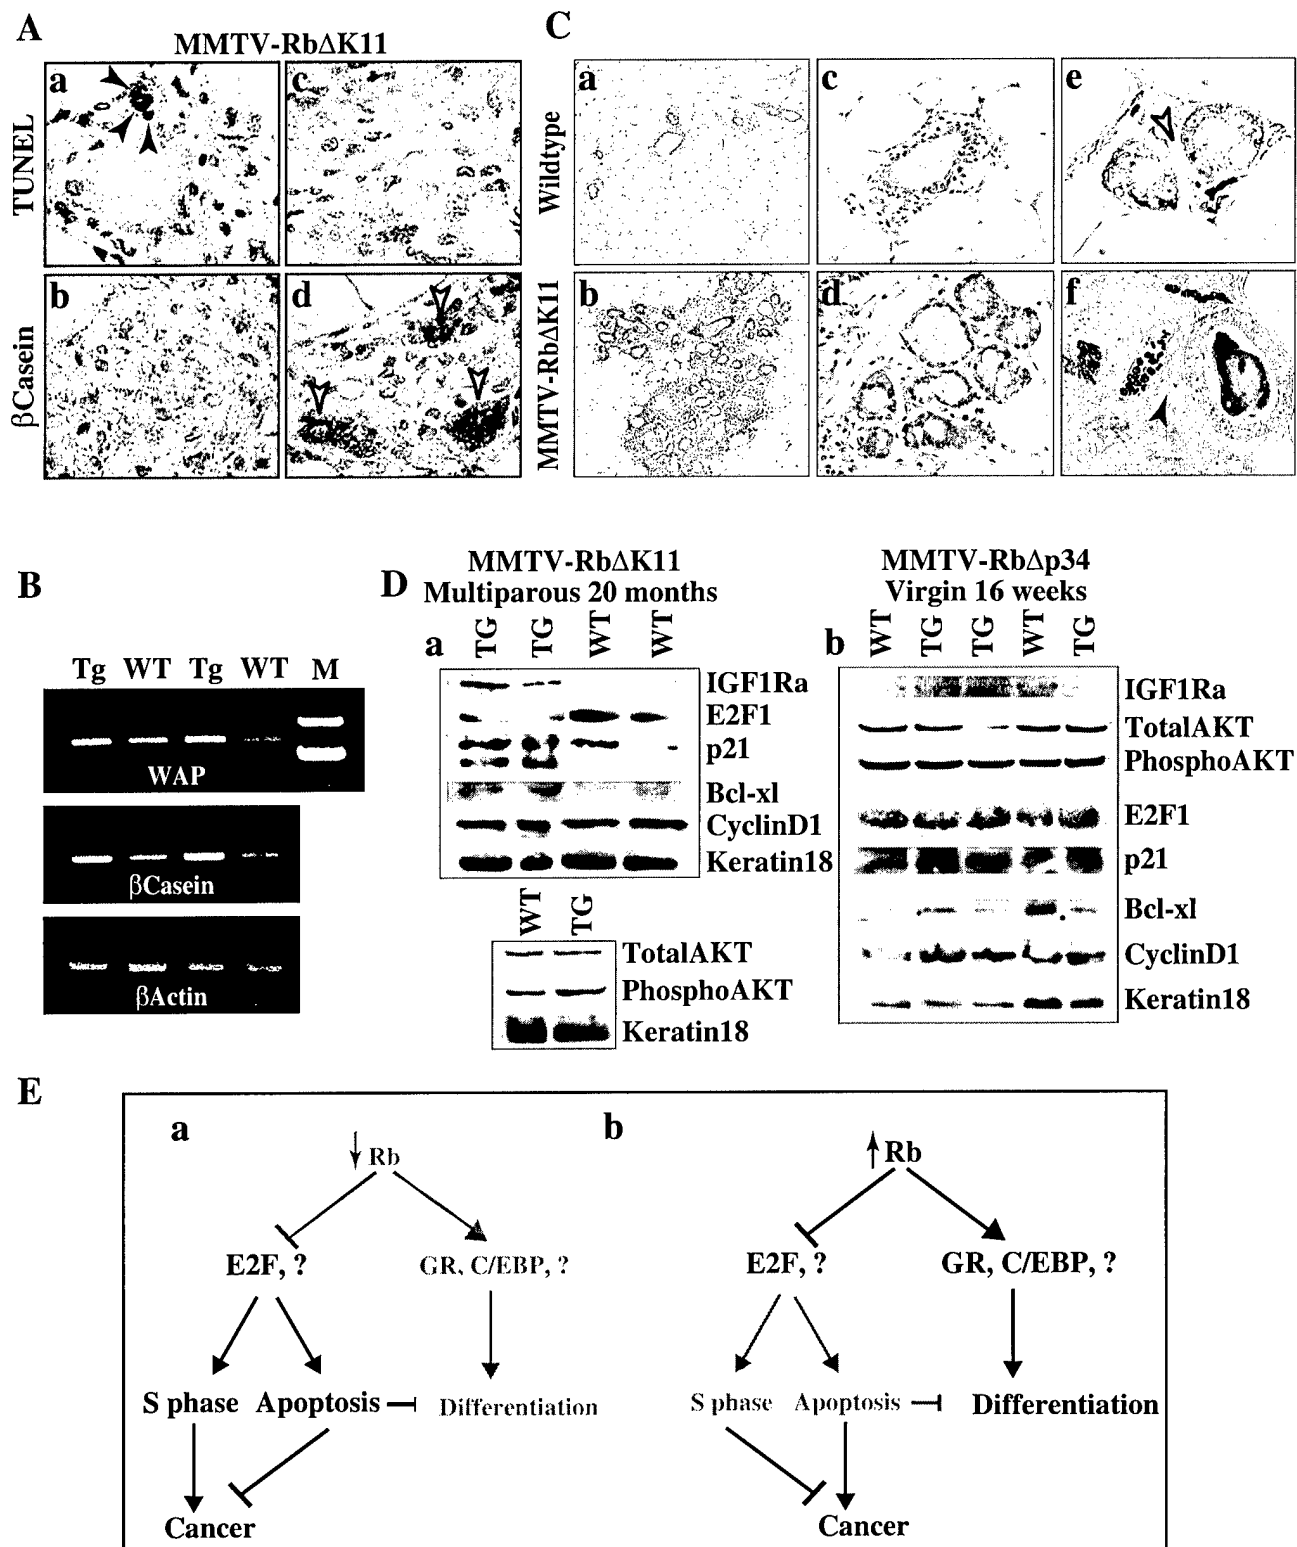 A
MMTV-RbΔK11
TUNEL
βCasein
a
c
b
d
C
Wildtype
MMTV-RbΔK11
a
c
e
b
d
f
B
Tg WT Tg WT M
WAP
βCasein
βActin
D
MMTV-RbΔK11
Multiparous 20 months
a
TG TG WT WT
IGF1Ra
E2F1
p21
Bcl-xl
CyclinD1
Keratin18
WT TG
TotalAKT
PhosphoAKT
Keratin18
MMTV-RbΔp34
Virgin 16 weeks
b
WT TG TG WT TG
IGF1Ra
TotalAKT
PhosphoAKT
E2F1
p21
Bcl-xl
CyclinD1
Keratin18
E
a
Rb
E2F, ?
GR, C/EBP, ?
S phase Apoptosis Differentiation
Cancer
b
Rb
E2F, ?
GR, C/EBP, ?
S phase Apoptosis Differentiation
Cancer